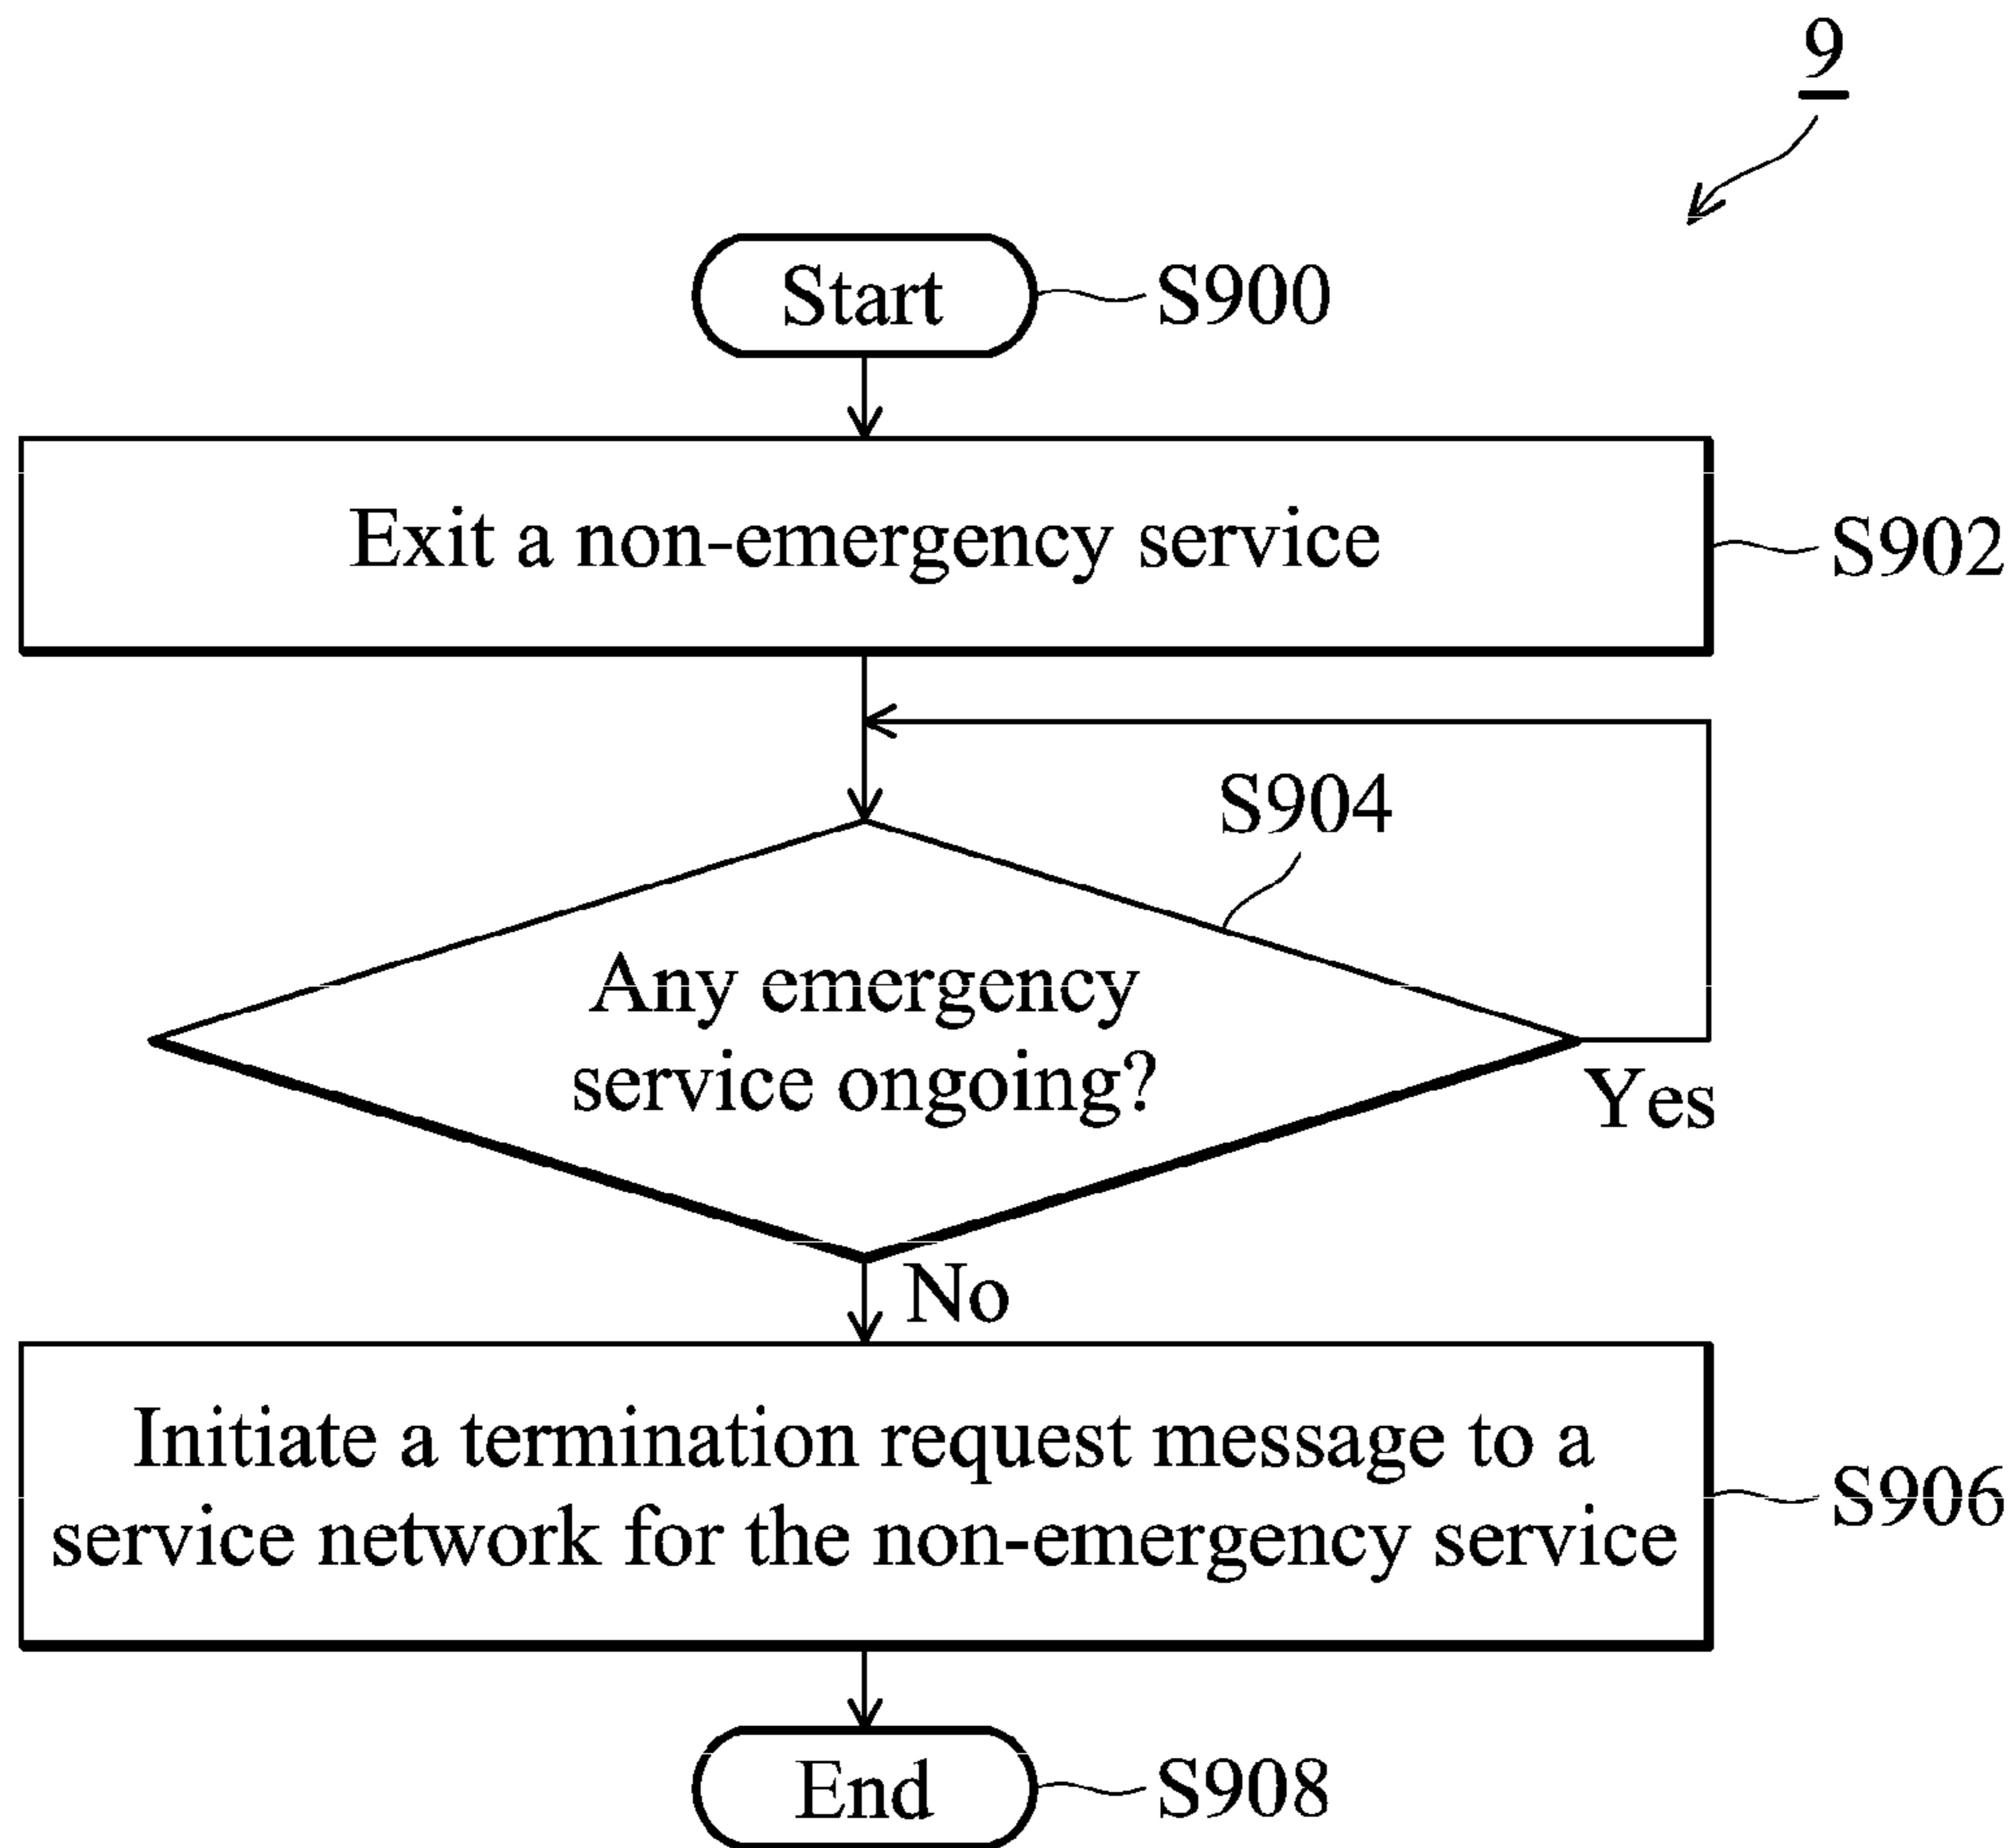 9
Start
S900
Exit a non-emergency service
S902
S904
Any emergency
service ongoing?
Yes
No
Initiate a termination request message to a
service network for the non-emergency service
S906
End
S908